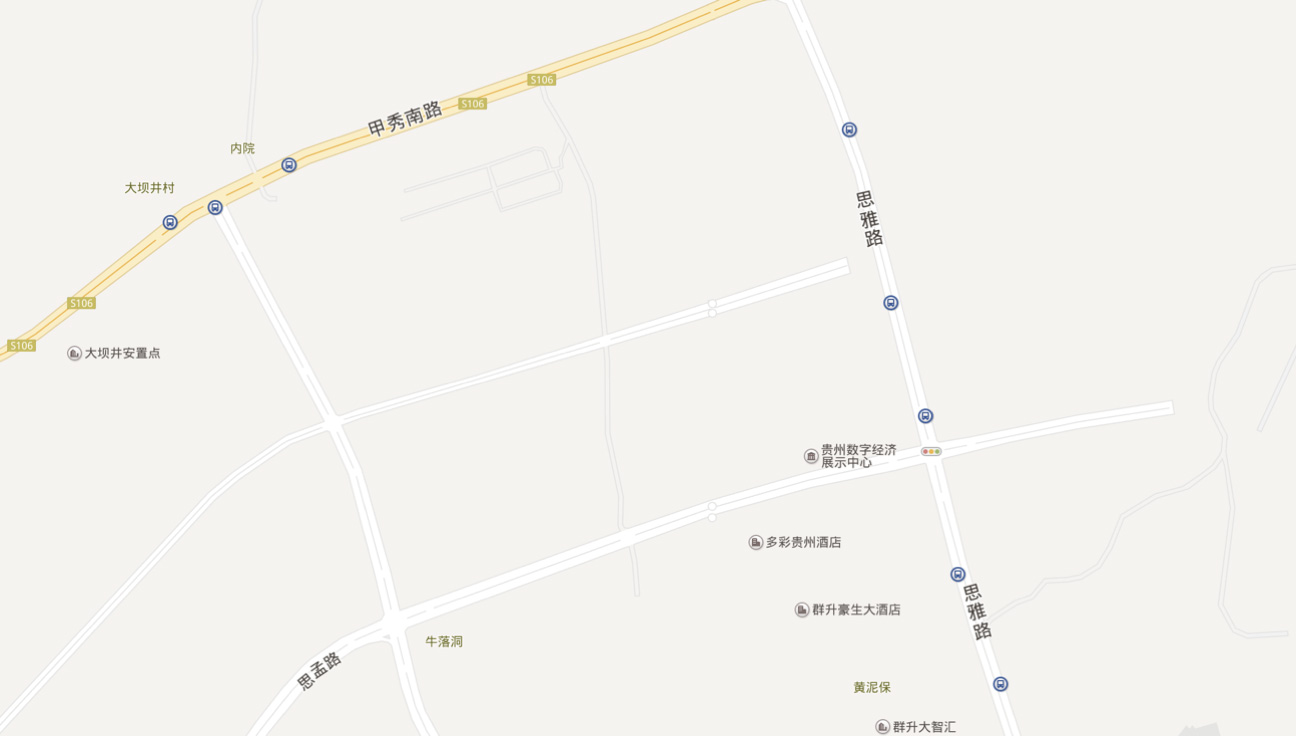 S106
甲秀南路
S106
内院
大坝井村
思雅路
S106
S106
大坝井安置点
贵州数字经济
展示中心
多彩贵州酒店
群升豪生大酒店
思雅路
牛落洞
思孟路
黄泥保
群升大智汇